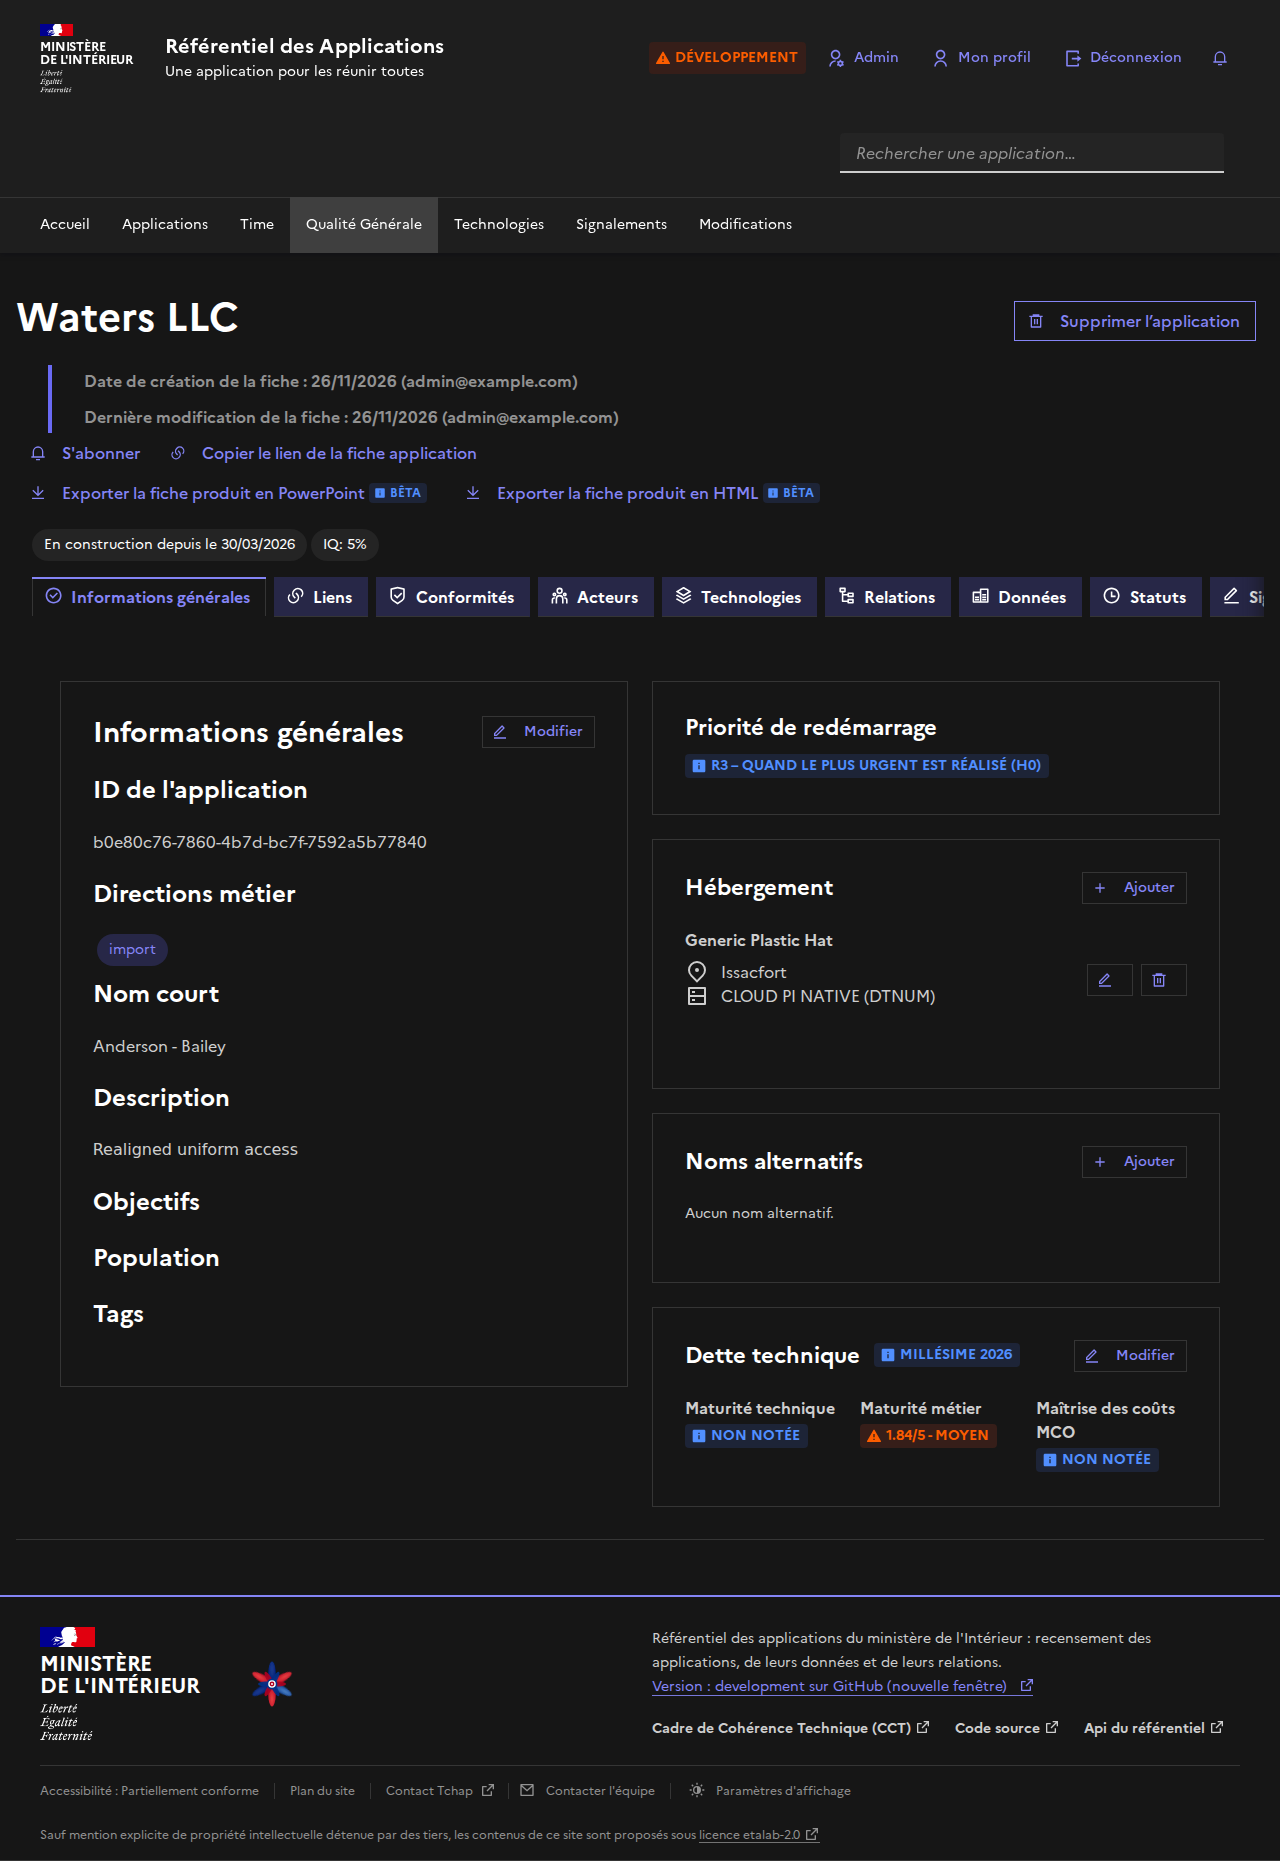 MINISTÈRE
DE L'INTÉRIEUR
Liberté
Égalité
Fraternité
Référentiel des Applications
Une application pour les réunir toutes
DÉVELOPPEMENT
Admin
Mon profil
Déconnexion
Rechercher une application...
Accueil
Applications
Time
Qualité Générale
Technologies
Signalements
Modifications
Waters LLC
Supprimer l’application
Date de création de la fiche : 26/11/2026 (admin@example.com)
Dernière modification de la fiche : 26/11/2026 (admin@example.com)
S'abonner
Copier le lien de la fiche application
Exporter la fiche produit en PowerPoint
BÊTA
Exporter la fiche produit en HTML
BÊTA
En construction depuis le 30/03/2026
IQ: 5%
Informations générales
Liens
Conformités
Acteurs
Technologies
Relations
Données
Statuts
Informations générales
Modifier
ID de l'application
b0e80c76-7860-4b7d-bc7f-7592a5b77840
Directions métier
import
Nom court
Anderson - Bailey
Description
Realigned uniform access
Objectifs
Population
Tags
Priorité de redémarrage
R3 – QUAND LE PLUS URGENT EST RÉALISÉ (H0)
Hébergement
Ajouter
Generic Plastic Hat
Issacfort
CLOUD PI NATIVE (DTNUM)
Noms alternatifs
Ajouter
Aucun nom alternatif.
Dette technique
MILLÉSIME 2026
Modifier
Maturité technique
NON NOTÉE
Maturité métier
1.84/5 - MOYEN
Maîtrise des coûts
MCO
NON NOTÉE
MINISTÈRE
DE L'INTÉRIEUR
Liberté
Égalité
Fraternité
Référentiel des applications du ministère de l'Intérieur : recensement des
applications, de leurs données et de leurs relations.
Version : development sur GitHub (nouvelle fenêtre)
Cadre de Cohérence Technique (CCT)
Code source
Api du référentiel
Accessibilité : Partiellement conforme
Plan du site
Contact Tchap
Contacter l'équipe
Paramètres d'affichage
Sauf mention explicite de propriété intellectuelle détenue par des tiers, les contenus de ce site sont proposés sous licence etalab-2.0